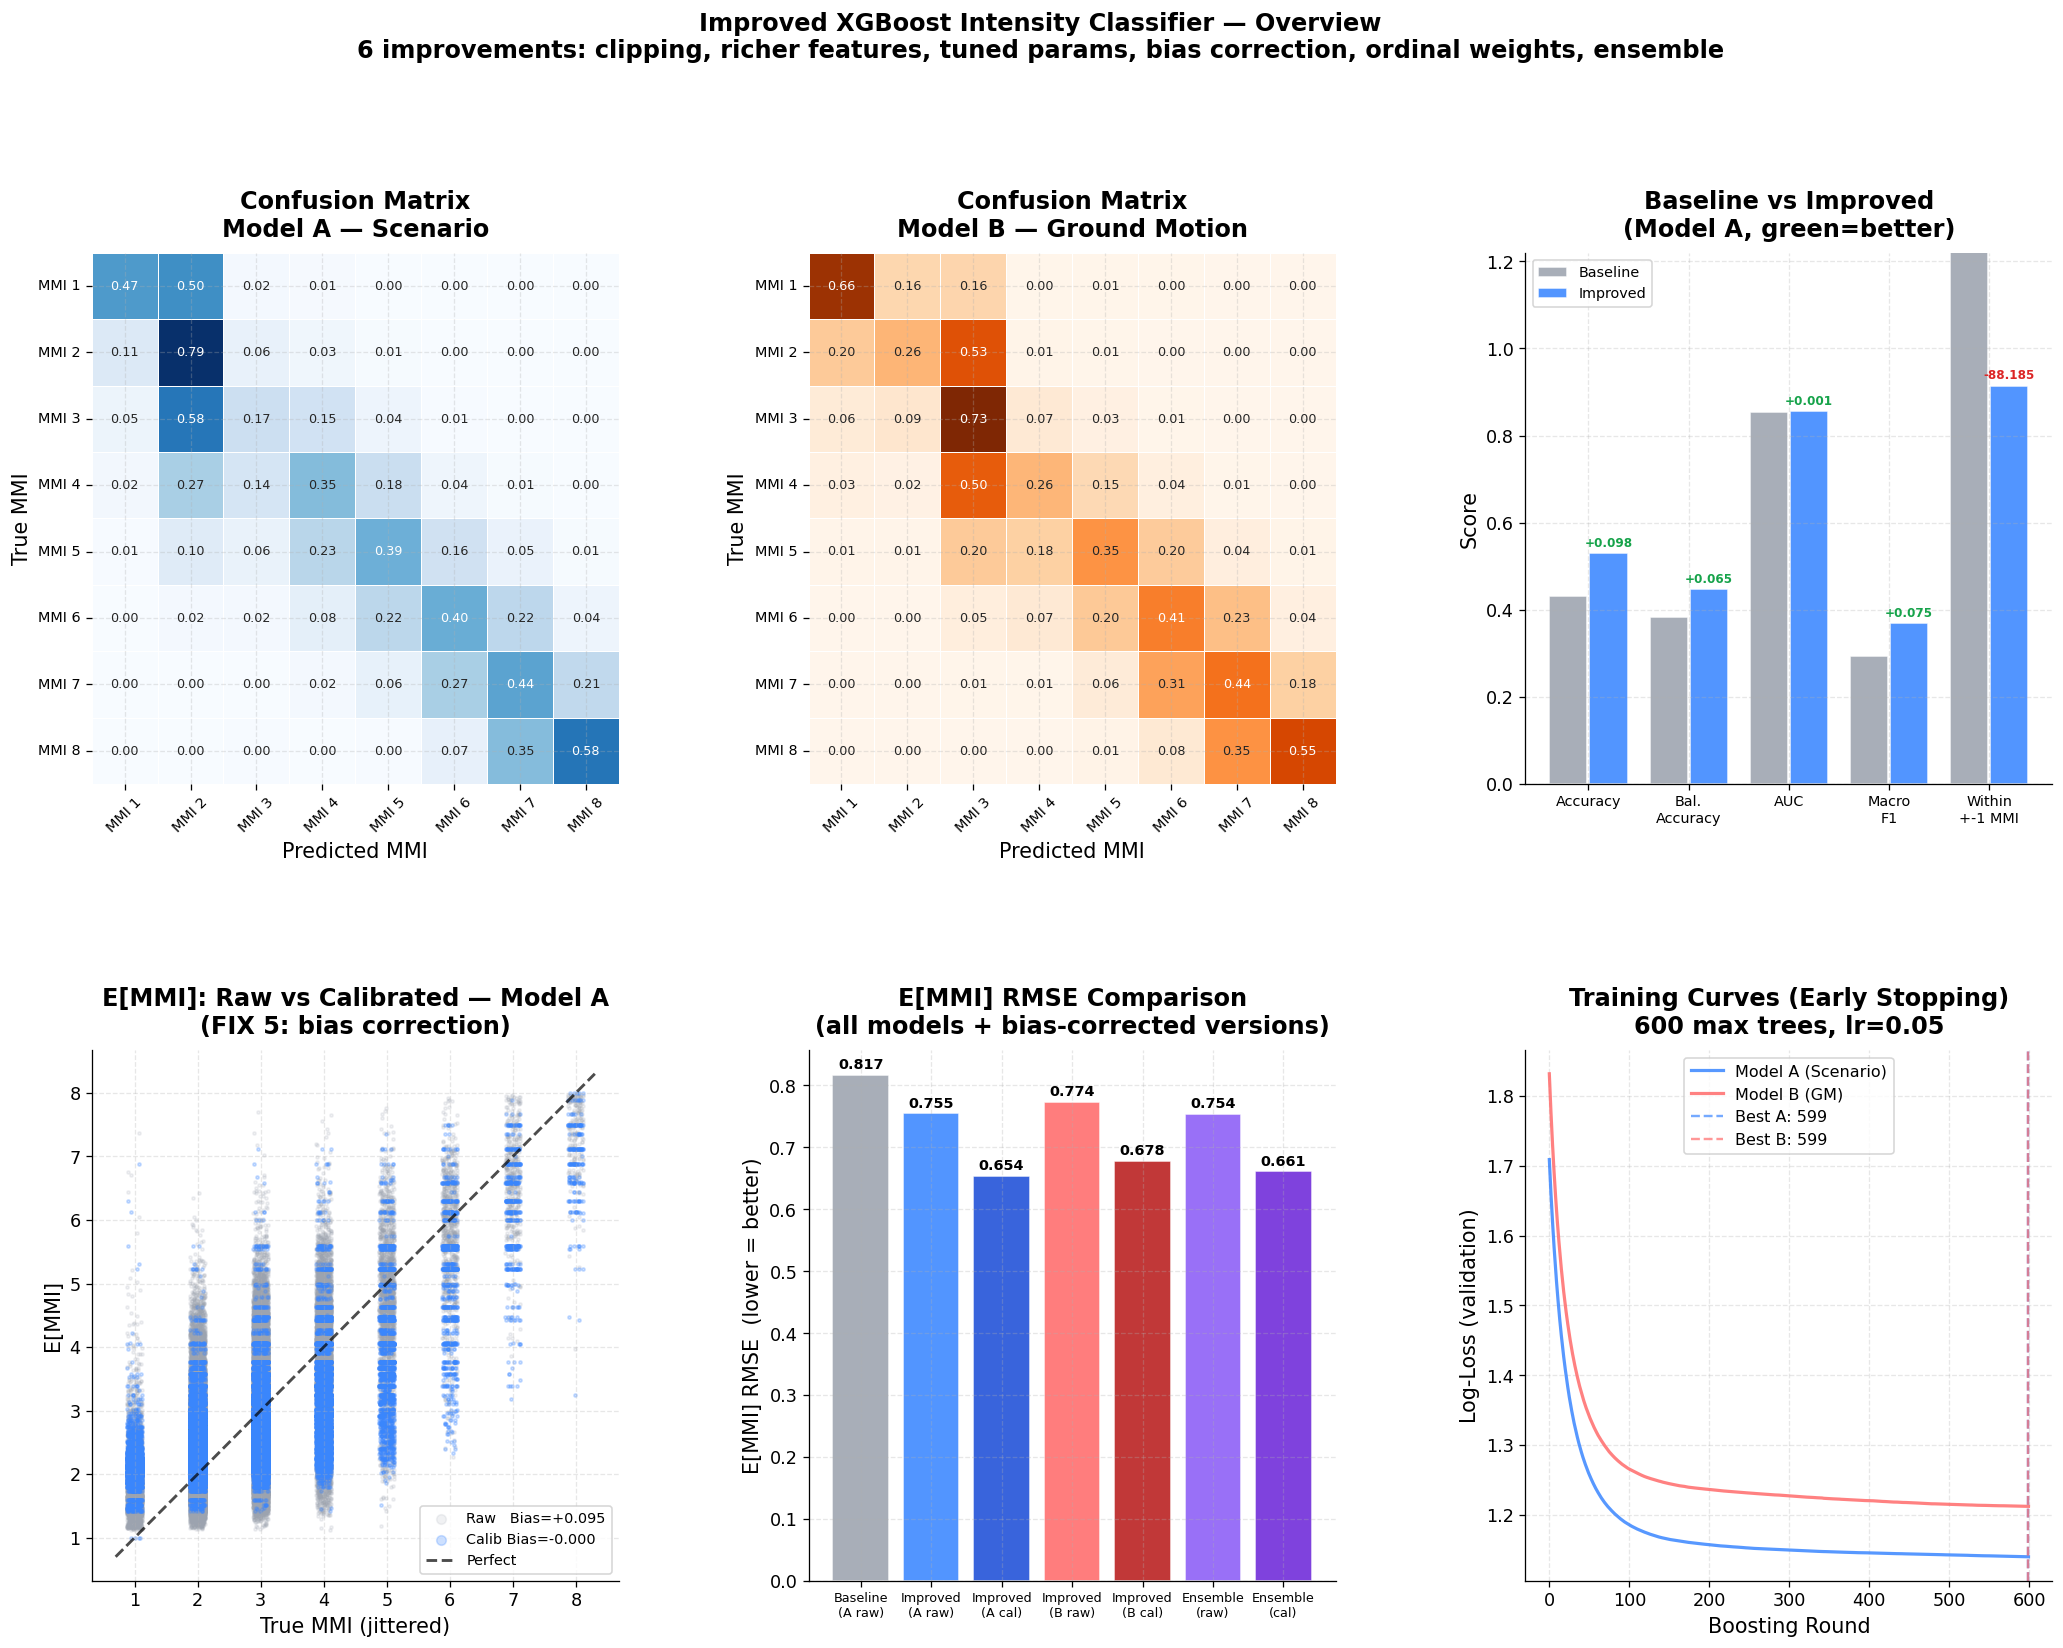 Improved XGBoost Intensity Classifier — Overview
6 improvements: clipping, richer features, tuned params, bias correction, ordinal weights, ensemble
Confusion Matrix
Model A — Scenario
True MMI
MMI 1 0.47 0.50 0.02 0.01 0.00 0.00 0.00 0.00
MMI 2 0.11 0.79 0.06 0.03 0.01 0.00 0.00 0.00
MMI 3 0.05 0.58 0.17 0.15 0.04 0.01 0.00 0.00
MMI 4 0.02 0.27 0.14 0.35 0.18 0.04 0.01 0.00
MMI 5 0.01 0.10 0.06 0.23 0.39 0.16 0.05 0.01
MMI 6 0.00 0.02 0.02 0.08 0.22 0.40 0.22 0.04
MMI 7 0.00 0.00 0.00 0.02 0.06 0.27 0.44 0.21
MMI 8 0.00 0.00 0.00 0.00 0.00 0.07 0.35 0.58
MMI 1 MMI 2 MMI 3 MMI 4 MMI 5 MMI 6 MMI 7 MMI 8
Predicted MMI
Confusion Matrix
Model B — Ground Motion
True MMI
MMI 1 0.66 0.16 0.16 0.00 0.01 0.00 0.00 0.00
MMI 2 0.20 0.26 0.53 0.01 0.01 0.00 0.00 0.00
MMI 3 0.06 0.09 0.73 0.07 0.03 0.01 0.00 0.00
MMI 4 0.03 0.02 0.50 0.26 0.15 0.04 0.01 0.00
MMI 5 0.01 0.01 0.20 0.18 0.35 0.20 0.04 0.01
MMI 6 0.00 0.00 0.05 0.07 0.20 0.41 0.23 0.04
MMI 7 0.00 0.00 0.01 0.01 0.06 0.31 0.44 0.18
MMI 8 0.00 0.00 0.00 0.00 0.01 0.08 0.35 0.55
MMI 1 MMI 2 MMI 3 MMI 4 MMI 5 MMI 6 MMI 7 MMI 8
Predicted MMI
Baseline vs Improved
(Model A, green=better)
Score
1.2
1.0
0.8
0.6
0.4
0.2
0.0
Baseline
Improved
+0.098
+0.065
+0.001
+0.075
-88.185
Accuracy
Bal.
Accuracy
AUC
Macro
F1
Within
+-1 MMI
E[MMI]: Raw vs Calibrated — Model A
(FIX 5: bias correction)
E[MMI]
8
7
6
5
4
3
2
1
Raw Bias=+0.095
Calib Bias=-0.000
Perfect
1 2 3 4 5 6 7 8
True MMI (jittered)
E[MMI] RMSE Comparison
(all models + bias-corrected versions)
E[MMI] RMSE (lower = better)
0.8
0.7
0.6
0.5
0.4
0.3
0.2
0.1
0.0
0.817
0.755
0.654
0.774
0.678
0.754
0.661
Baseline
(A raw)
Improved
(A raw)
Improved
(A cal)
Improved
(B raw)
Improved
(B cal)
Ensemble
(raw)
Ensemble
(cal)
Training Curves (Early Stopping)
600 max trees, lr=0.05
Log-Loss (validation)
1.8
1.7
1.6
1.5
1.4
1.3
1.2
Model A (Scenario)
Model B (GM)
Best A: 599
Best B: 599
0 100 200 300 400 500 600
Boosting Round